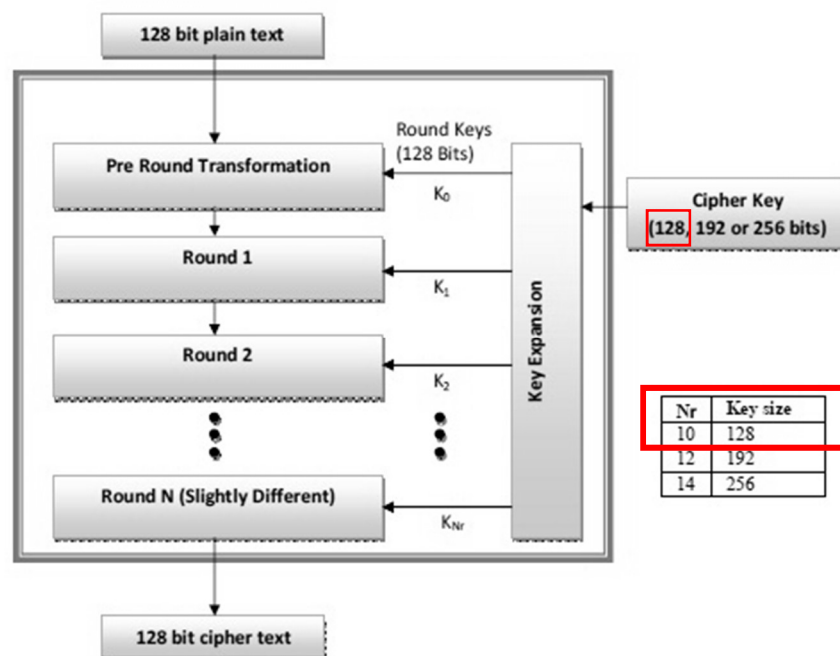 128 bit plain text
Round Keys
(128 Bits)
Pre Round Transformation
K₀
Cipher Key
(128, 192 or 256 bits)
Round 1
K₁
Key Expansion
Round 2
K₂
Nr Key size
10 128
12 192
14 256
Round N (Slightly Different)
K_Nr
128 bit cipher text